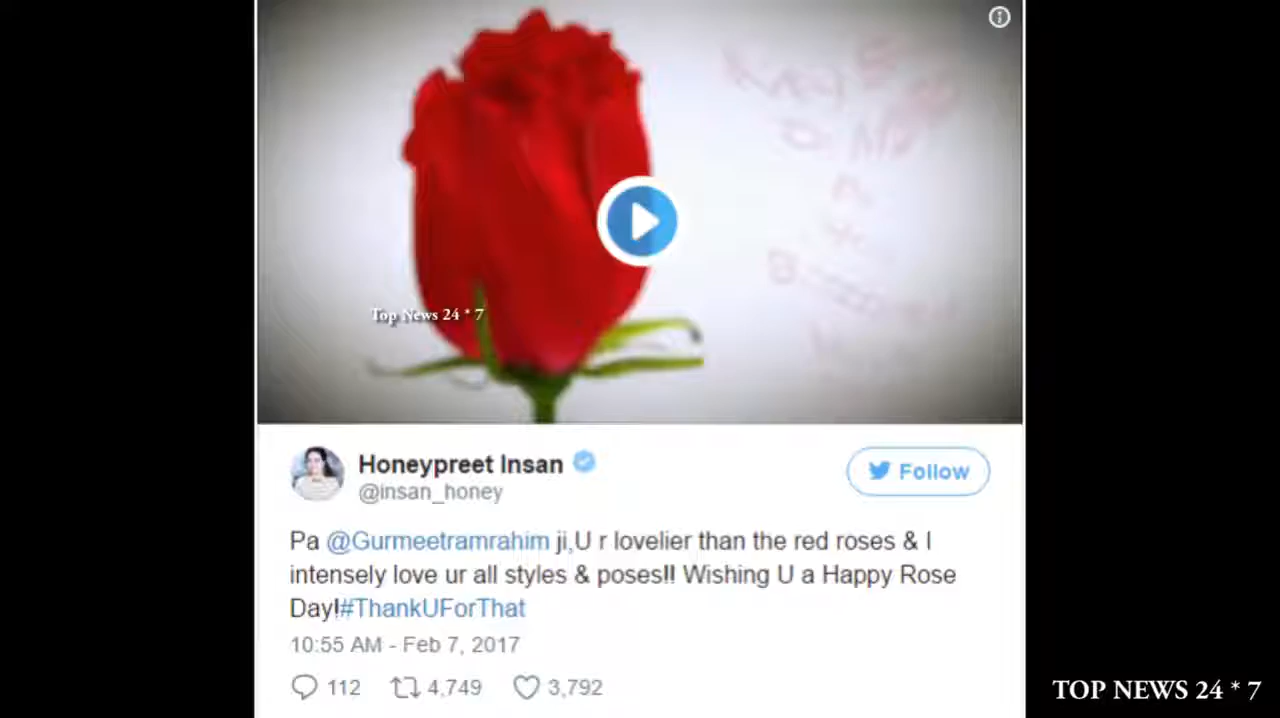 Top News 24 * 7
Honeypreet Insan
@insan_honey
Follow
Pa @Gurmeetramrahim ji,U r lovelier than the red roses & I
intensely love ur all styles & poses!! Wishing U a Happy Rose
Day!#ThankUForThat
10:55 AM - Feb 7, 2017
112 4,749 3,792
TOP NEWS 24 * 7